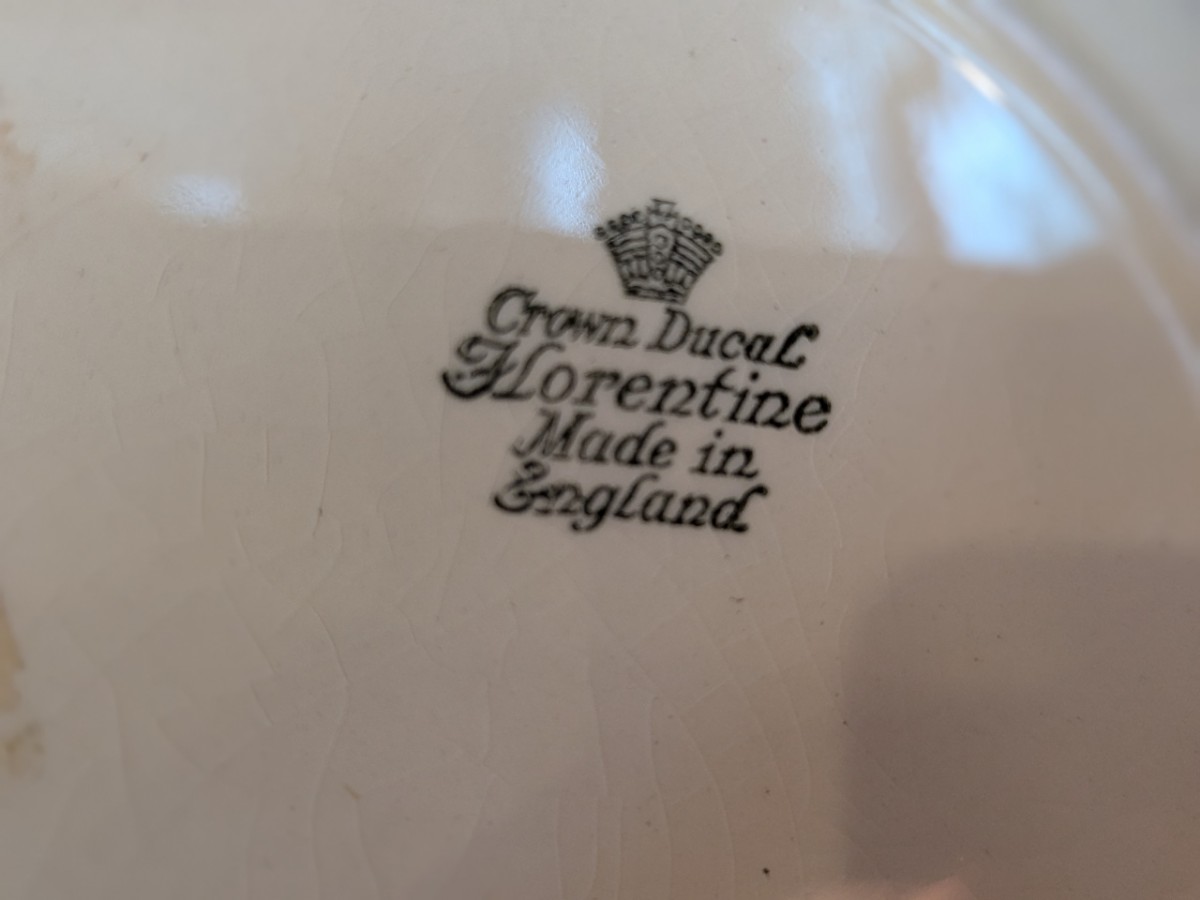 Crown Ducal
Florentine
Made in
England